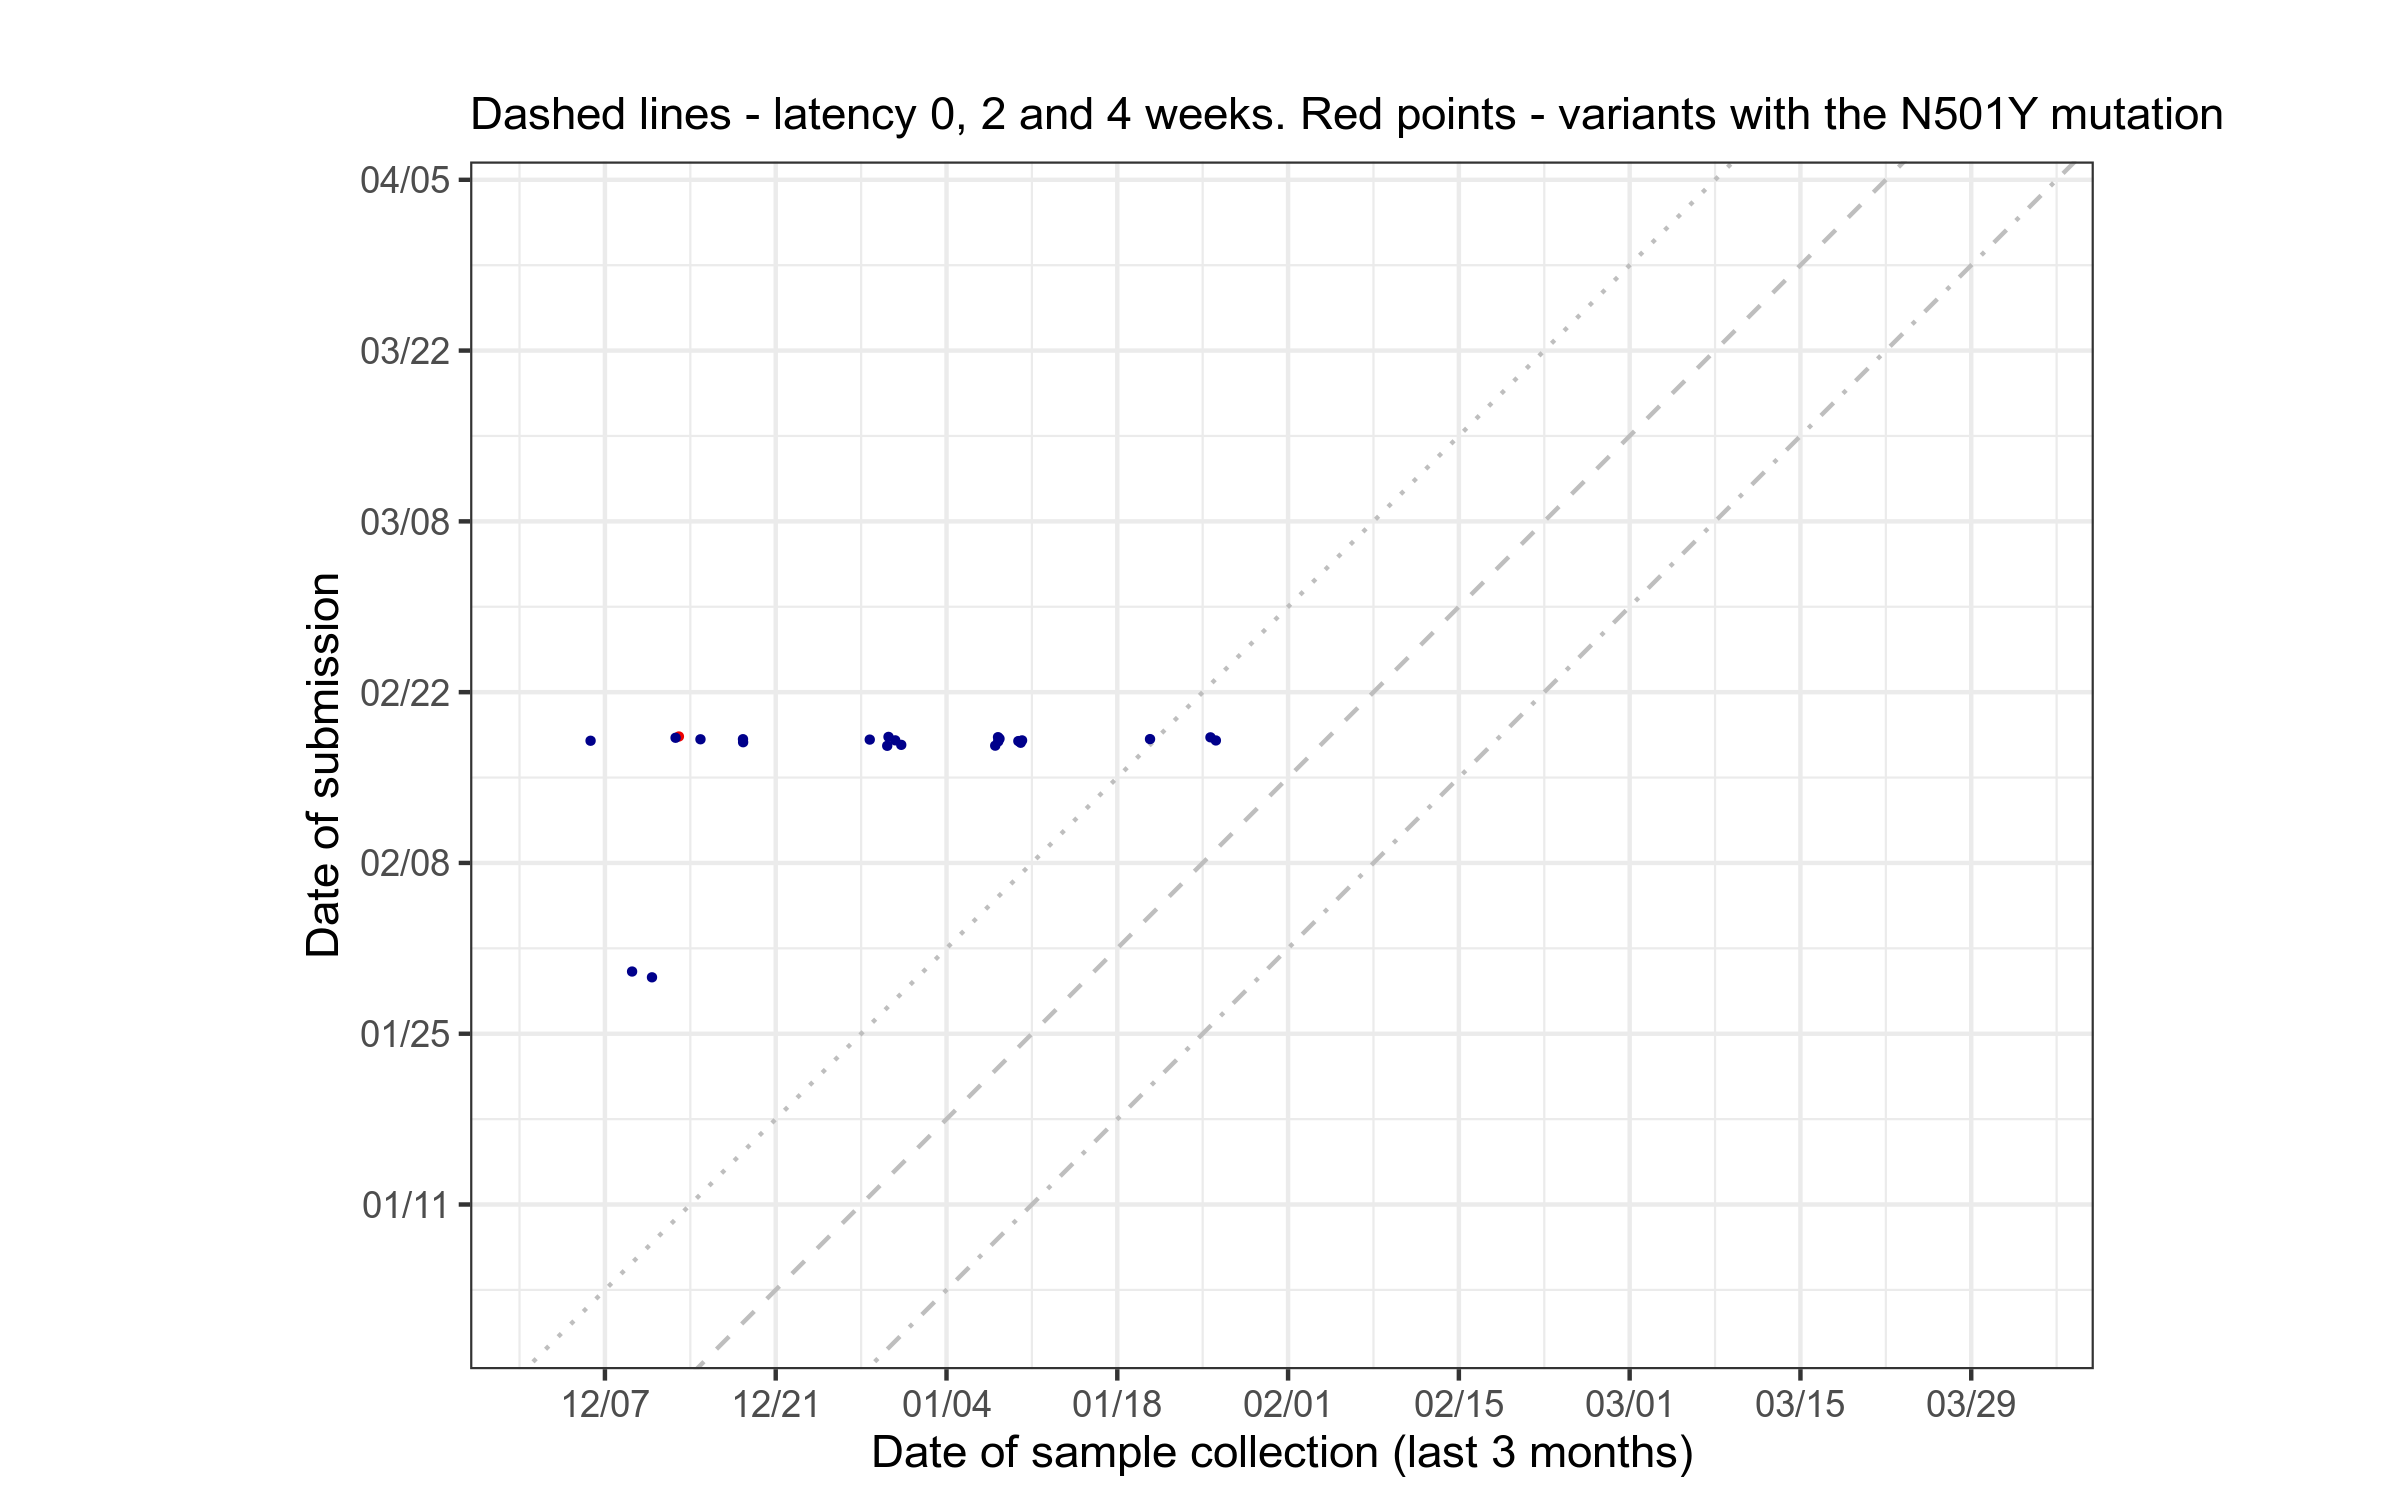 Dashed lines - latency 0, 2 and 4 weeks. Red points - variants with the N501Y mutation
04/05
03/22
03/08
02/22
02/08
01/25
01/11
Date of submission
12/07 12/21 01/04 01/18 02/01 02/15 03/01 03/15 03/29
Date of sample collection (last 3 months)